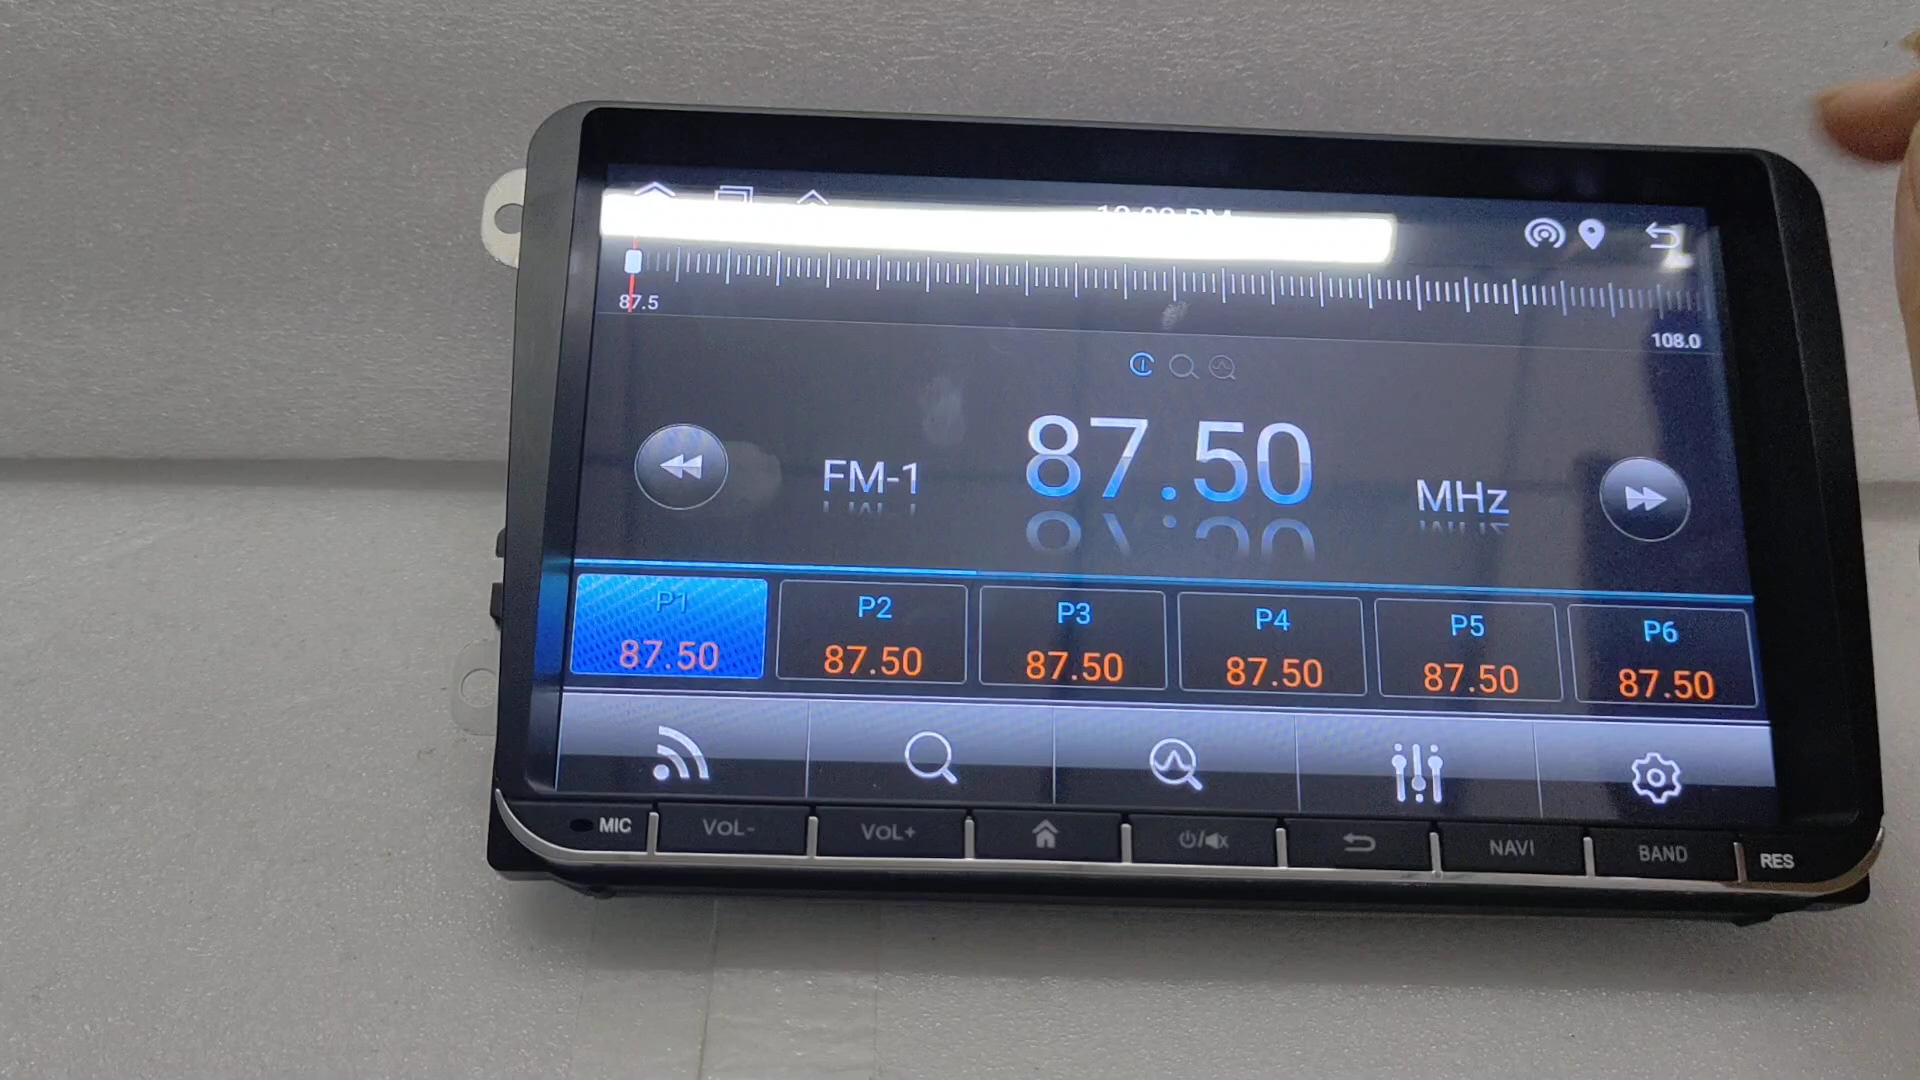 87.5
108.0
FM-1 87.50 MHz
P1 P2 P3 P4 P5 P6
87.50 87.50 87.50 87.50 87.50 87.50
MIC VOL- VOL+ NAVI BAND RES